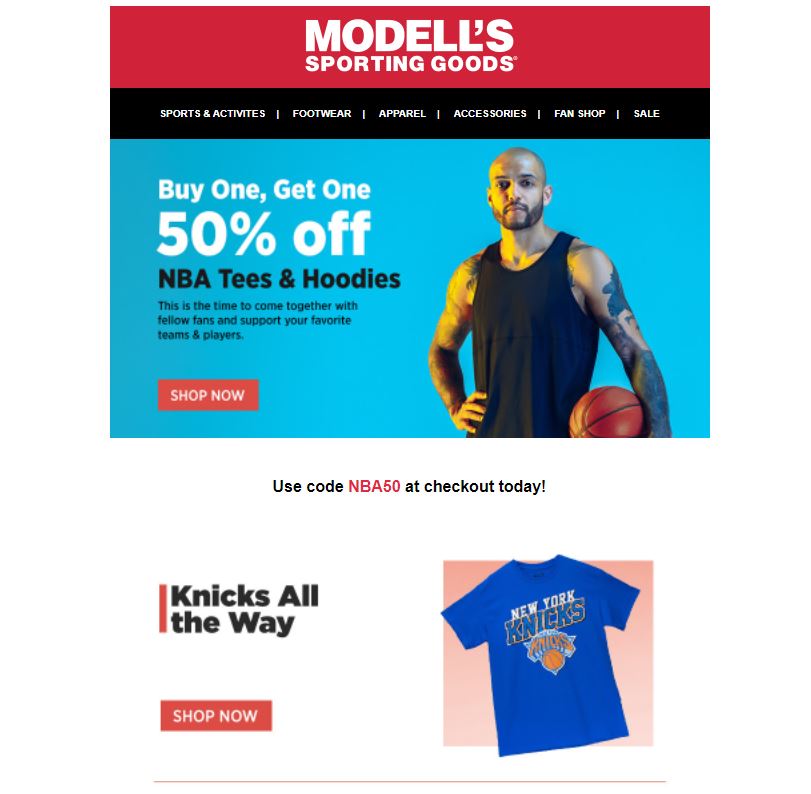 MODELL'S
SPORTING GOODS®
SPORTS & ACTIVITES | FOOTWEAR | APPAREL | ACCESSORIES | FAN SHOP | SALE
Buy One, Get One
50% off
NBA Tees & Hoodies
This is the time to come together with
fellow fans and support your favorite
teams & players.
SHOP NOW
Use code NBA50 at checkout today!
Knicks All
the Way
SHOP NOW
NEW YORK
KNICKS
KNICKS